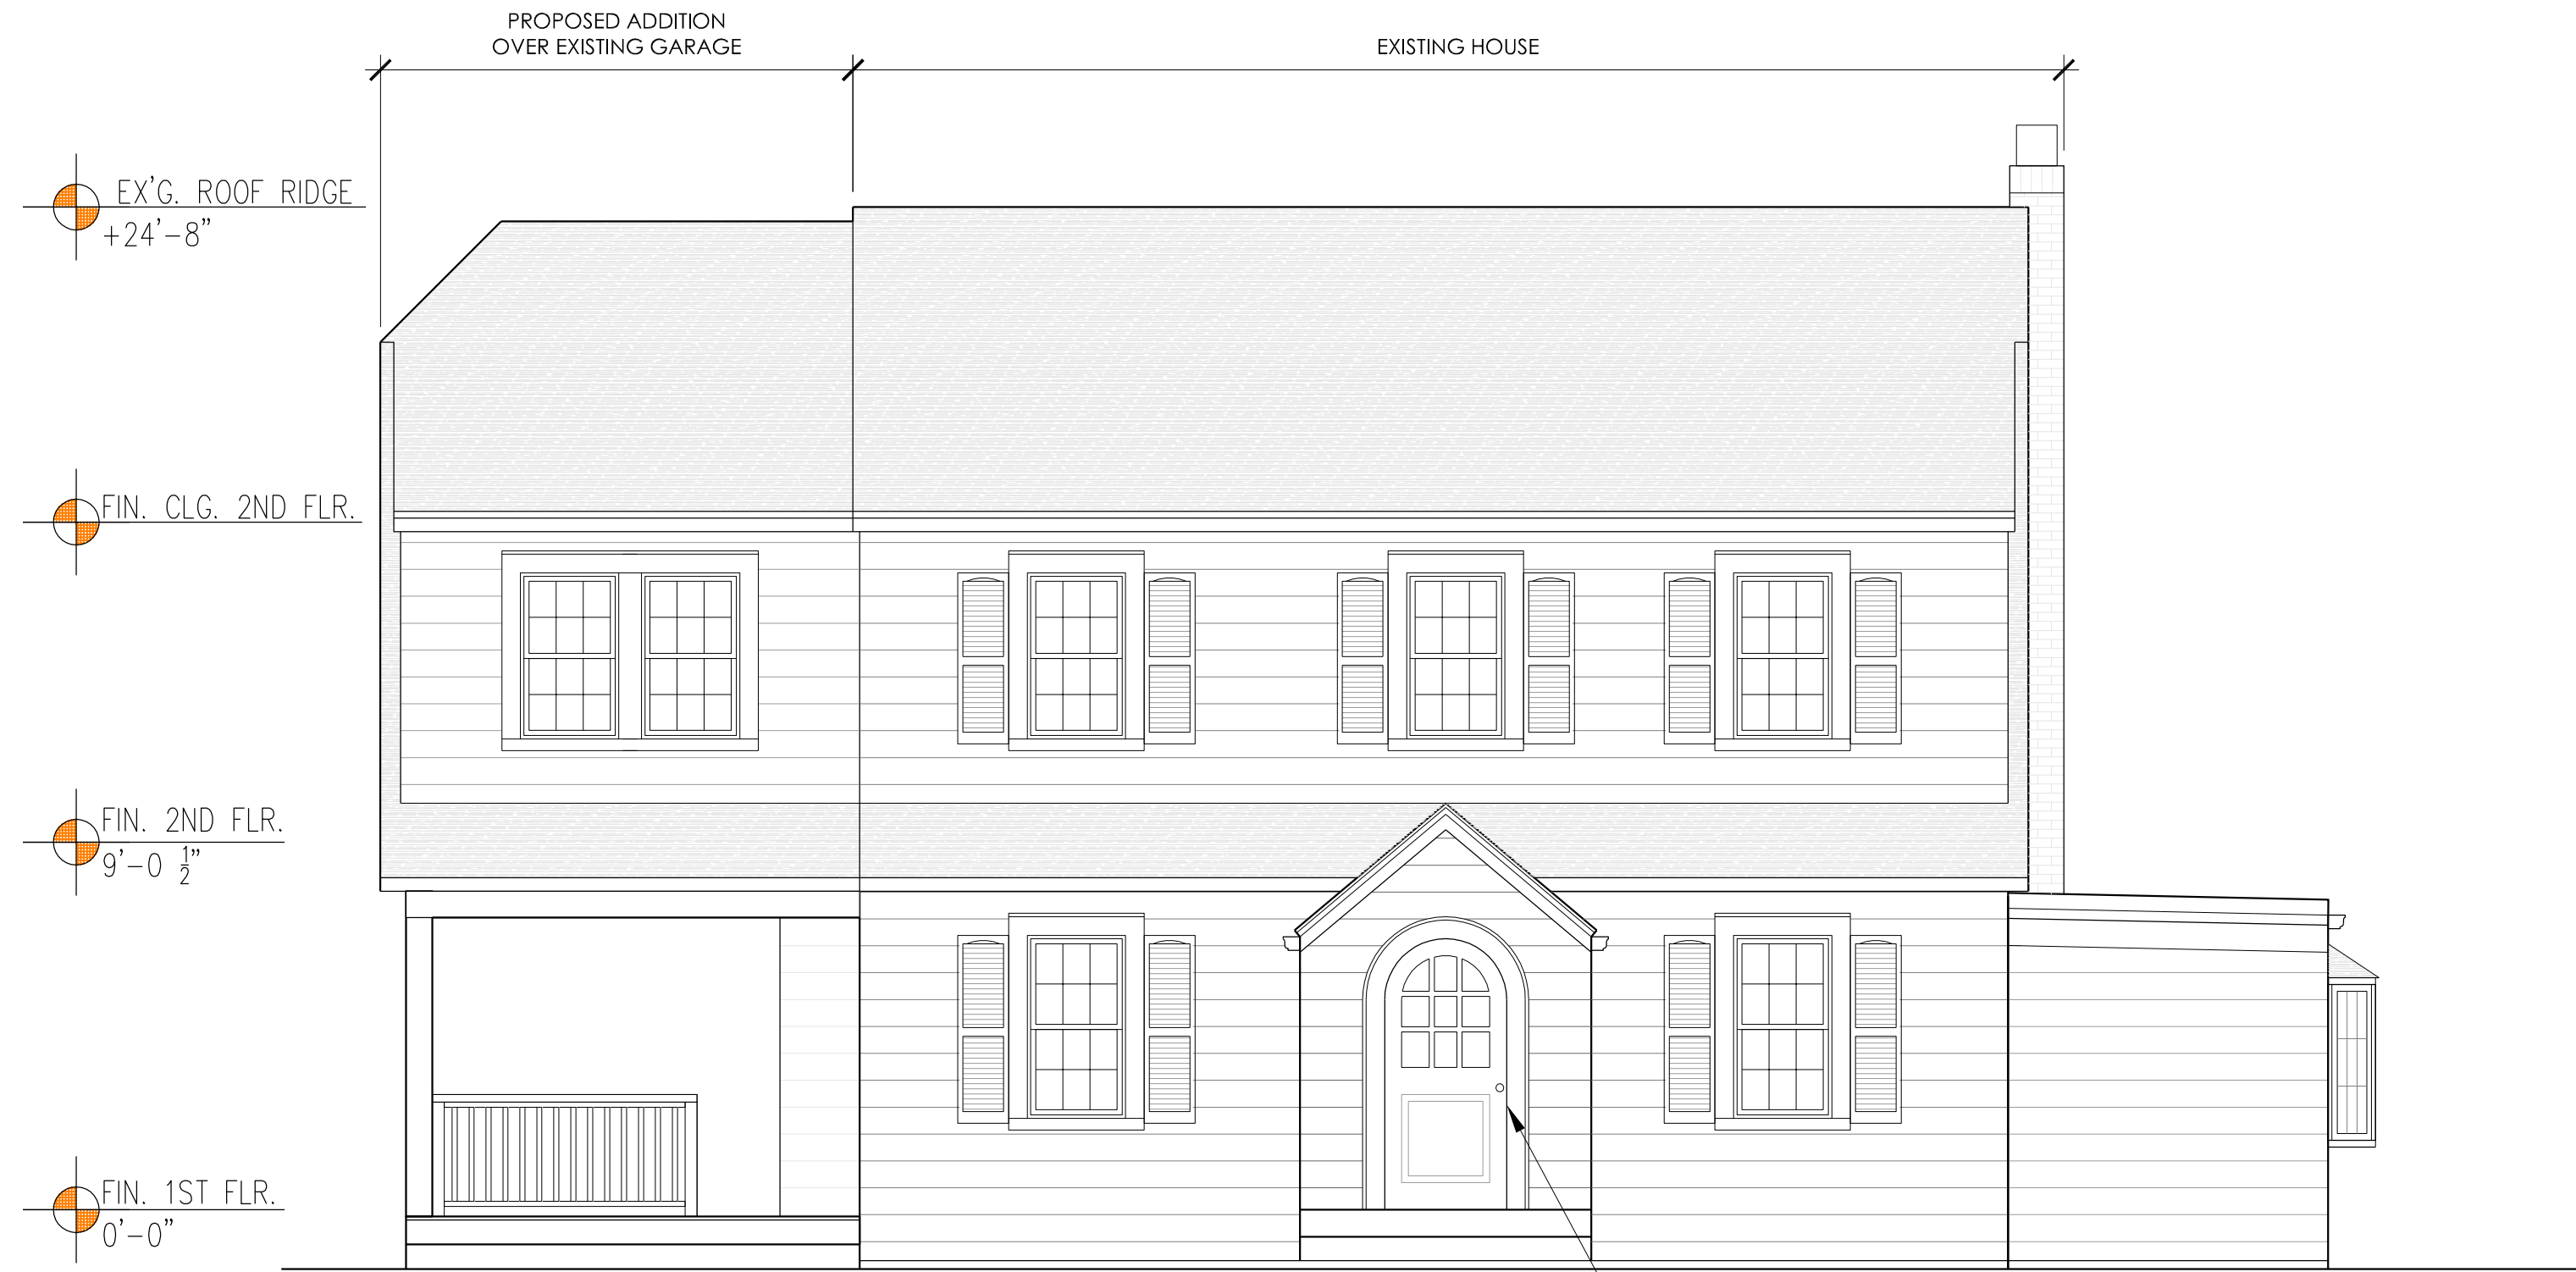 PROPOSED ADDITION
OVER EXISTING GARAGE
EXISTING HOUSE
EX'G. ROOF RIDGE
+24'-8"
FIN. CLG. 2ND FLR.
FIN. 2ND FLR.
9'-0 ½"
FIN. 1ST FLR.
0'-0"